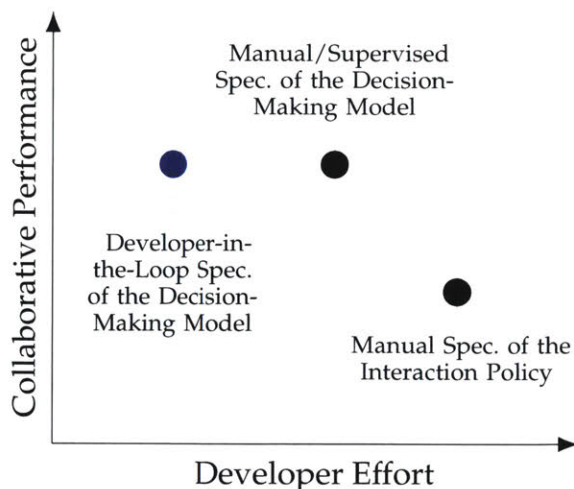 Collaborative Performance
Manual/Supervised
Spec. of the Decision-
Making Model
Developer-in-
the-Loop Spec.
of the Decision-
Making Model
Manual Spec. of the
Interaction Policy
Developer Effort